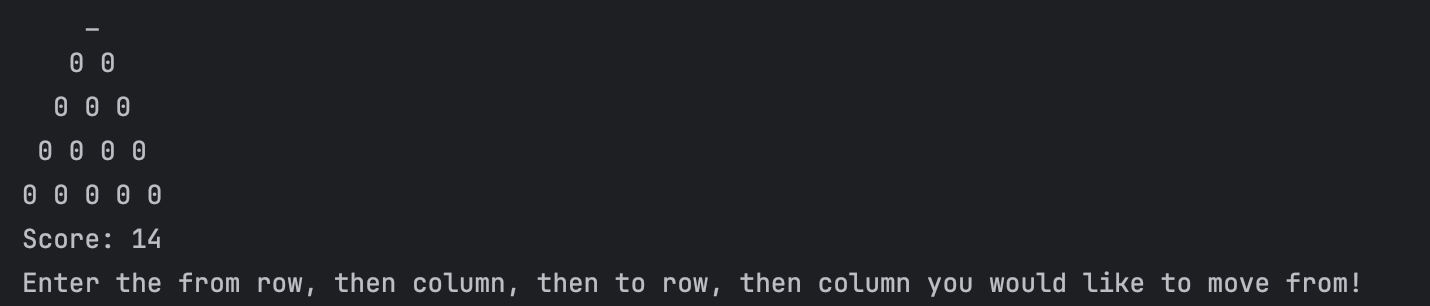 _
   0 0
  0 0 0
 0 0 0 0
0 0 0 0 0
Score: 14
Enter the from row, then column, then to row, then column you would like to move from!